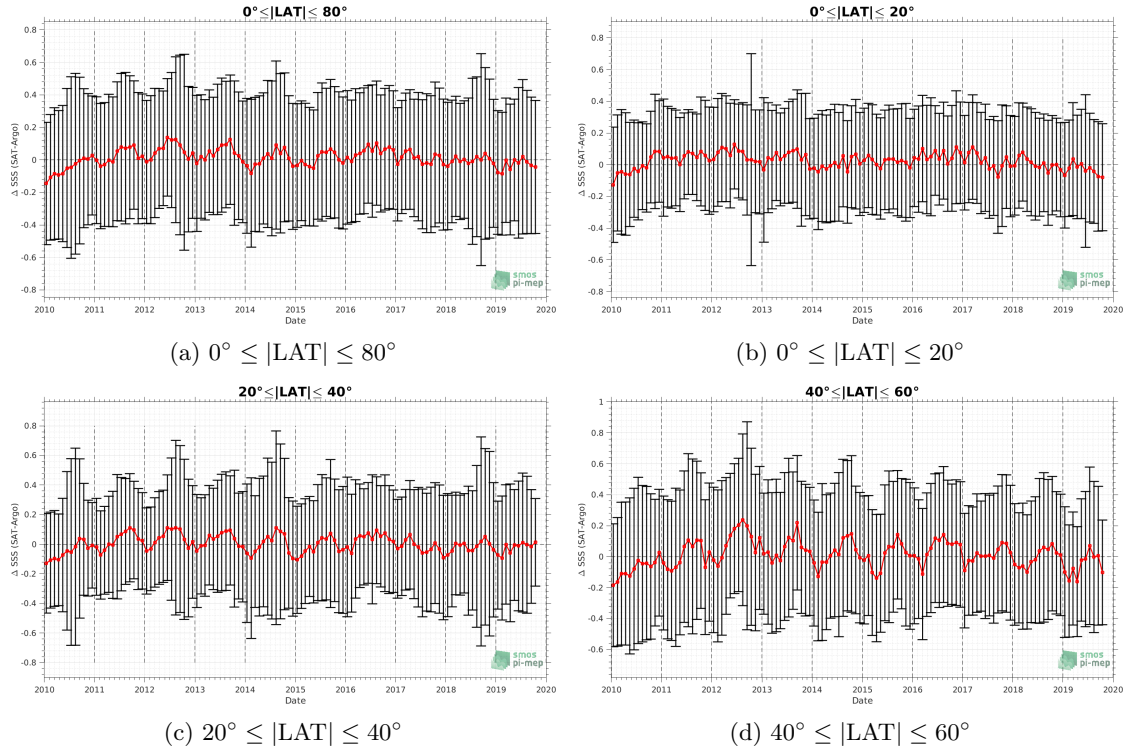 0°≤|LAT|≤ 80°
0.8
0.6
0.4
0.2
0
-0.2
-0.4
-0.6
-0.8
Δ SSS (SAT-Argo)
2010 2011 2012 2013 2014 2015 2016 2017 2018 2019 2020
Date
smos
pi-mep
(a) 0° ≤ |LAT| ≤ 80°
0°≤|LAT|≤ 20°
0.8
0.6
0.4
0.2
0
-0.2
-0.4
-0.6
-0.8
Δ SSS (SAT-Argo)
2010 2011 2012 2013 2014 2015 2016 2017 2018 2019 2020
Date
smos
pi-mep
(b) 0° ≤ |LAT| ≤ 20°
20°≤|LAT|≤ 40°
0.8
0.6
0.4
0.2
0
-0.2
-0.4
-0.6
-0.8
Δ SSS (SAT-Argo)
2010 2011 2012 2013 2014 2015 2016 2017 2018 2019 2020
Date
smos
pi-mep
(c) 20° ≤ |LAT| ≤ 40°
40°≤|LAT|≤ 60°
1
0.8
0.6
0.4
0.2
0
-0.2
-0.4
-0.6
Δ SSS (SAT-Argo)
2010 2011 2012 2013 2014 2015 2016 2017 2018 2019 2020
Date
smos
pi-mep
(d) 40° ≤ |LAT| ≤ 60°